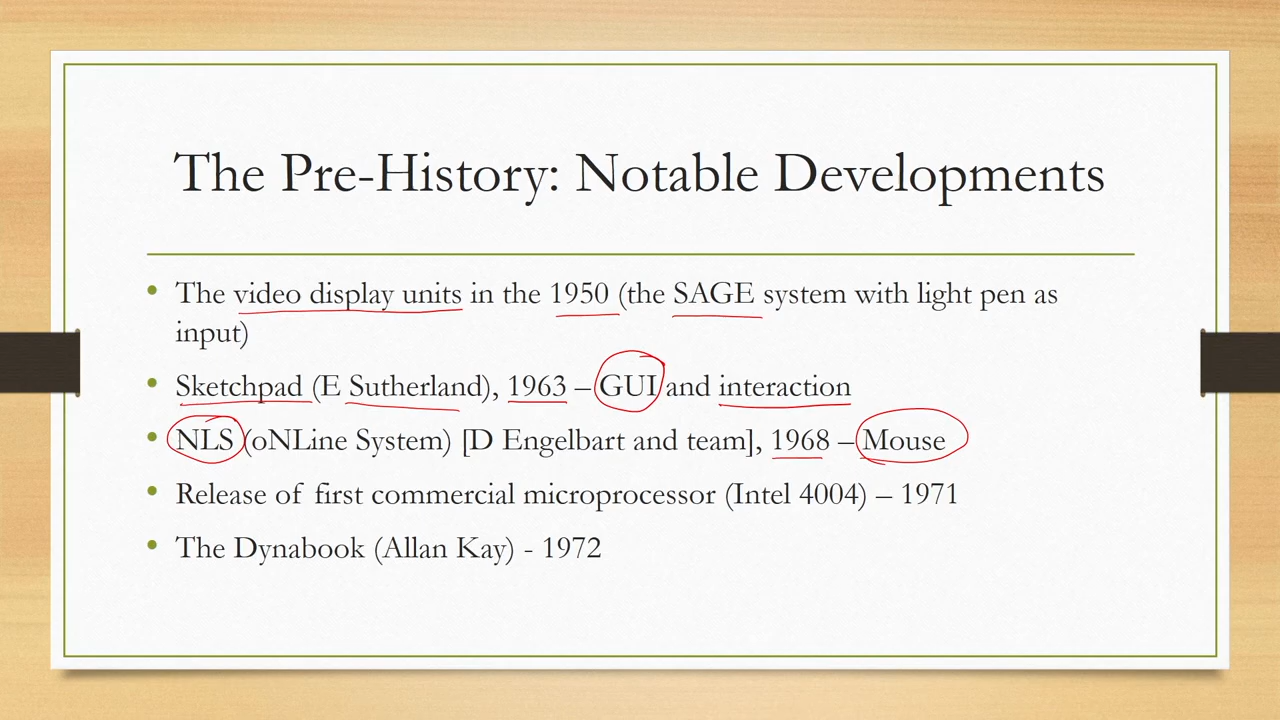 The Pre-History: Notable Developments
• The video display units in the 1950 (the SAGE system with light pen as
input)
• Sketchpad (E Sutherland), 1963 – GUI and interaction
• NLS (oNLine System) [D Engelbart and team], 1968 – Mouse
• Release of first commercial microprocessor (Intel 4004) – 1971
• The Dynabook (Allan Kay) - 1972